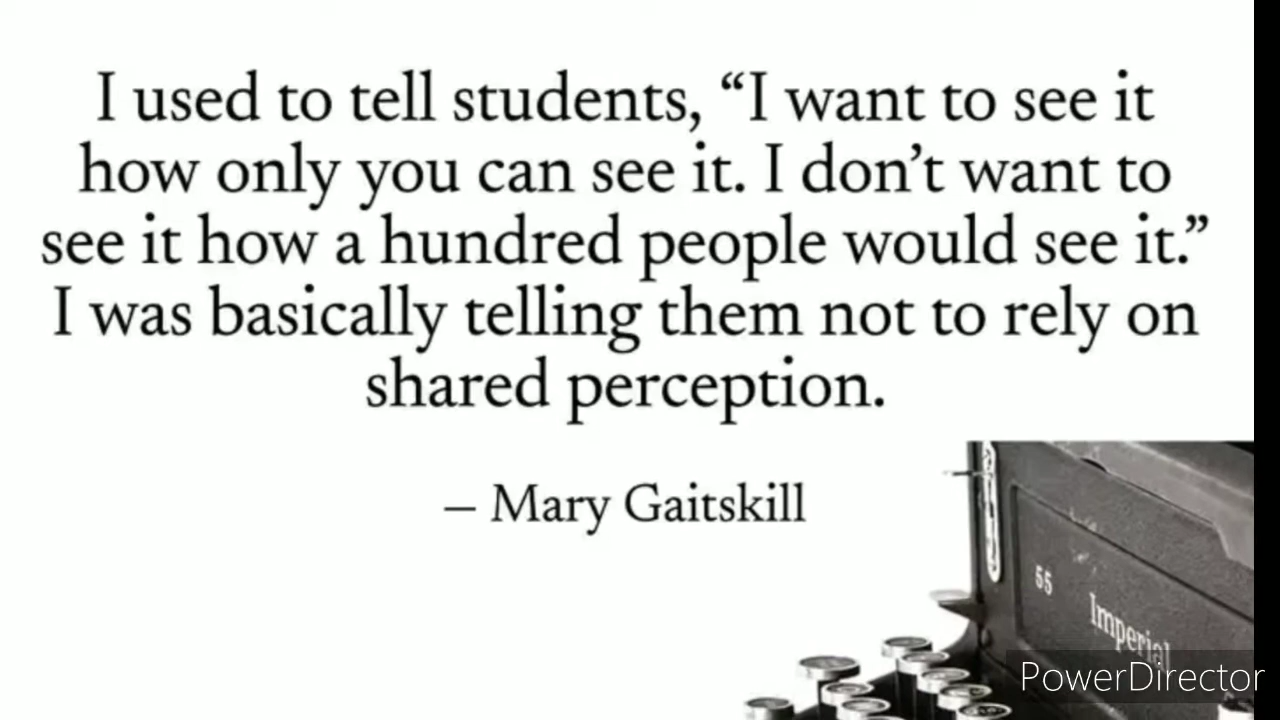 I used to tell students, “I want to see it
how only you can see it. I don’t want to
see it how a hundred people would see it.”
I was basically telling them not to rely on
shared perception.
– Mary Gaitskill
55
Imperial
PowerDirector